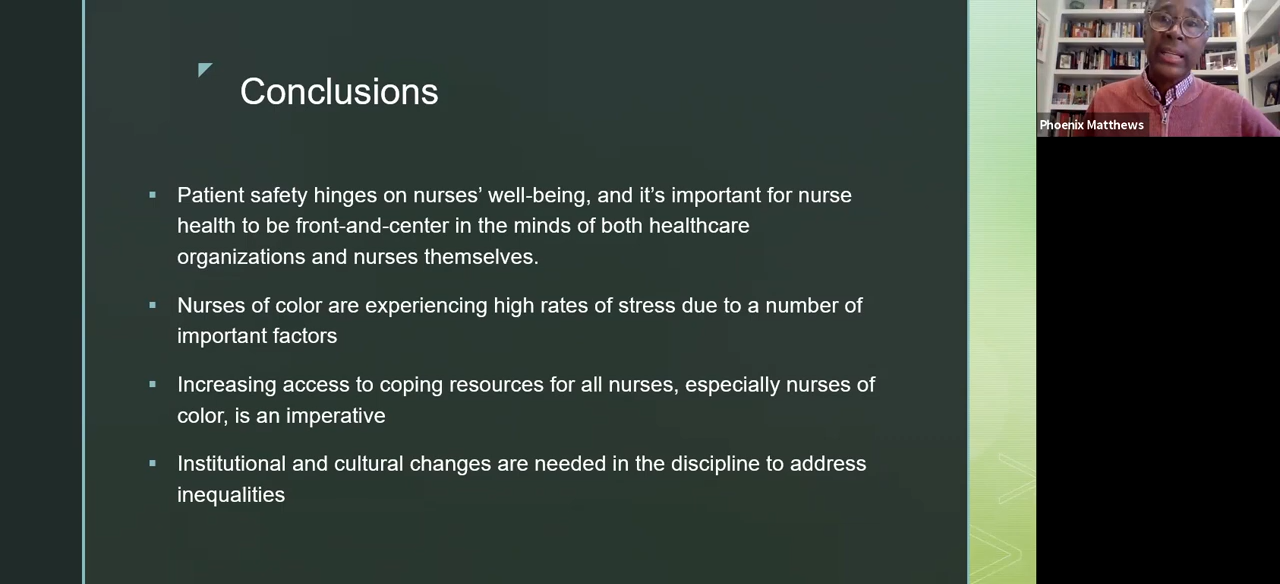 Conclusions
Patient safety hinges on nurses’ well-being, and it’s important for nurse
health to be front-and-center in the minds of both healthcare
organizations and nurses themselves.
Nurses of color are experiencing high rates of stress due to a number of
important factors
Increasing access to coping resources for all nurses, especially nurses of
color, is an imperative
Institutional and cultural changes are needed in the discipline to address
inequalities
Phoenix Matthews